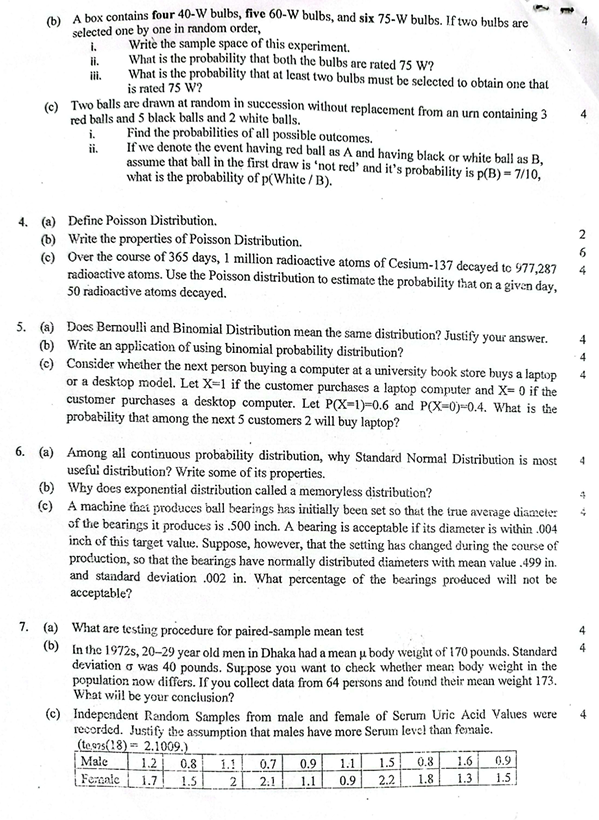 (b) A box contains four 40-W bulbs, five 60-W bulbs, and six 75-W bulbs. If two bulbs are 4
selected one by one in random order,
i. Write the sample space of this experiment.
ii. What is the probability that both the bulbs are rated 75 W?
iii. What is the probability that at least two bulbs must be selected to obtain one that
is rated 75 W?
(c) Two balls are drawn at random in succession without replacement from an urn containing 3 4
red balls and 5 black balls and 2 white balls.
i. Find the probabilities of all possible outcomes.
ii. If we denote the event having red ball as A and having black or white ball as B,
assume that ball in the first draw is 'not red' and it's probability is p(B) = 7/10,
what is the probability of p(White / B).
4. (a) Define Poisson Distribution. 2
(b) Write the properties of Poisson Distribution. 6
(c) Over the course of 365 days, 1 million radioactive atoms of Cesium-137 decayed to 977,287 4
radioactive atoms. Use the Poisson distribution to estimate the probability that on a given day,
50 radioactive atoms decayed.
5. (a) Does Bernoulli and Binomial Distribution mean the same distribution? Justify your answer. 4
(b) Write an application of using binomial probability distribution? 4
(c) Consider whether the next person buying a computer at a university book store buys a laptop 4
or a desktop model. Let X=1 if the customer purchases a laptop computer and X= 0 if the
customer purchases a desktop computer. Let P(X=1)=0.6 and P(X=0)=0.4. What is the
probability that among the next 5 customers 2 will buy laptop?
6. (a) Among all continuous probability distribution, why Standard Normal Distribution is most 4
useful distribution? Write some of its properties.
(b) Why does exponential distribution called a memoryless distribution? 4
(c) A machine that produces ball bearings has initially been set so that the true average diameter 4
of the bearings it produces is .500 inch. A bearing is acceptable if its diameter is within .004
inch of this target value. Suppose, however, that the setting has changed during the course of
production, so that the bearings have normally distributed diameters with mean value .499 in.
and standard deviation .002 in. What percentage of the bearings produced will not be
acceptable?
7. (a) What are testing procedure for paired-sample mean test 4
(b) In the 1972s, 20–29 year old men in Dhaka had a mean μ body weight of 170 pounds. Standard 4
deviation σ was 40 pounds. Suppose you want to check whether mean body weight in the
population now differs. If you collect data from 64 persons and found their mean weight 173.
What will be your conclusion?
(c) Independent Random Samples from male and female of Serum Uric Acid Values were 4
recorded. Justify the assumption that males have more Serum level than female.
(t0.975(18) = 2.1009.)
Male 1.2 0.8 1.1 0.7 0.9 1.1 1.5 0.8 1.6 0.9
Female 1.7 1.5 2 2.1 1.1 0.9 2.2 1.8 1.3 1.5